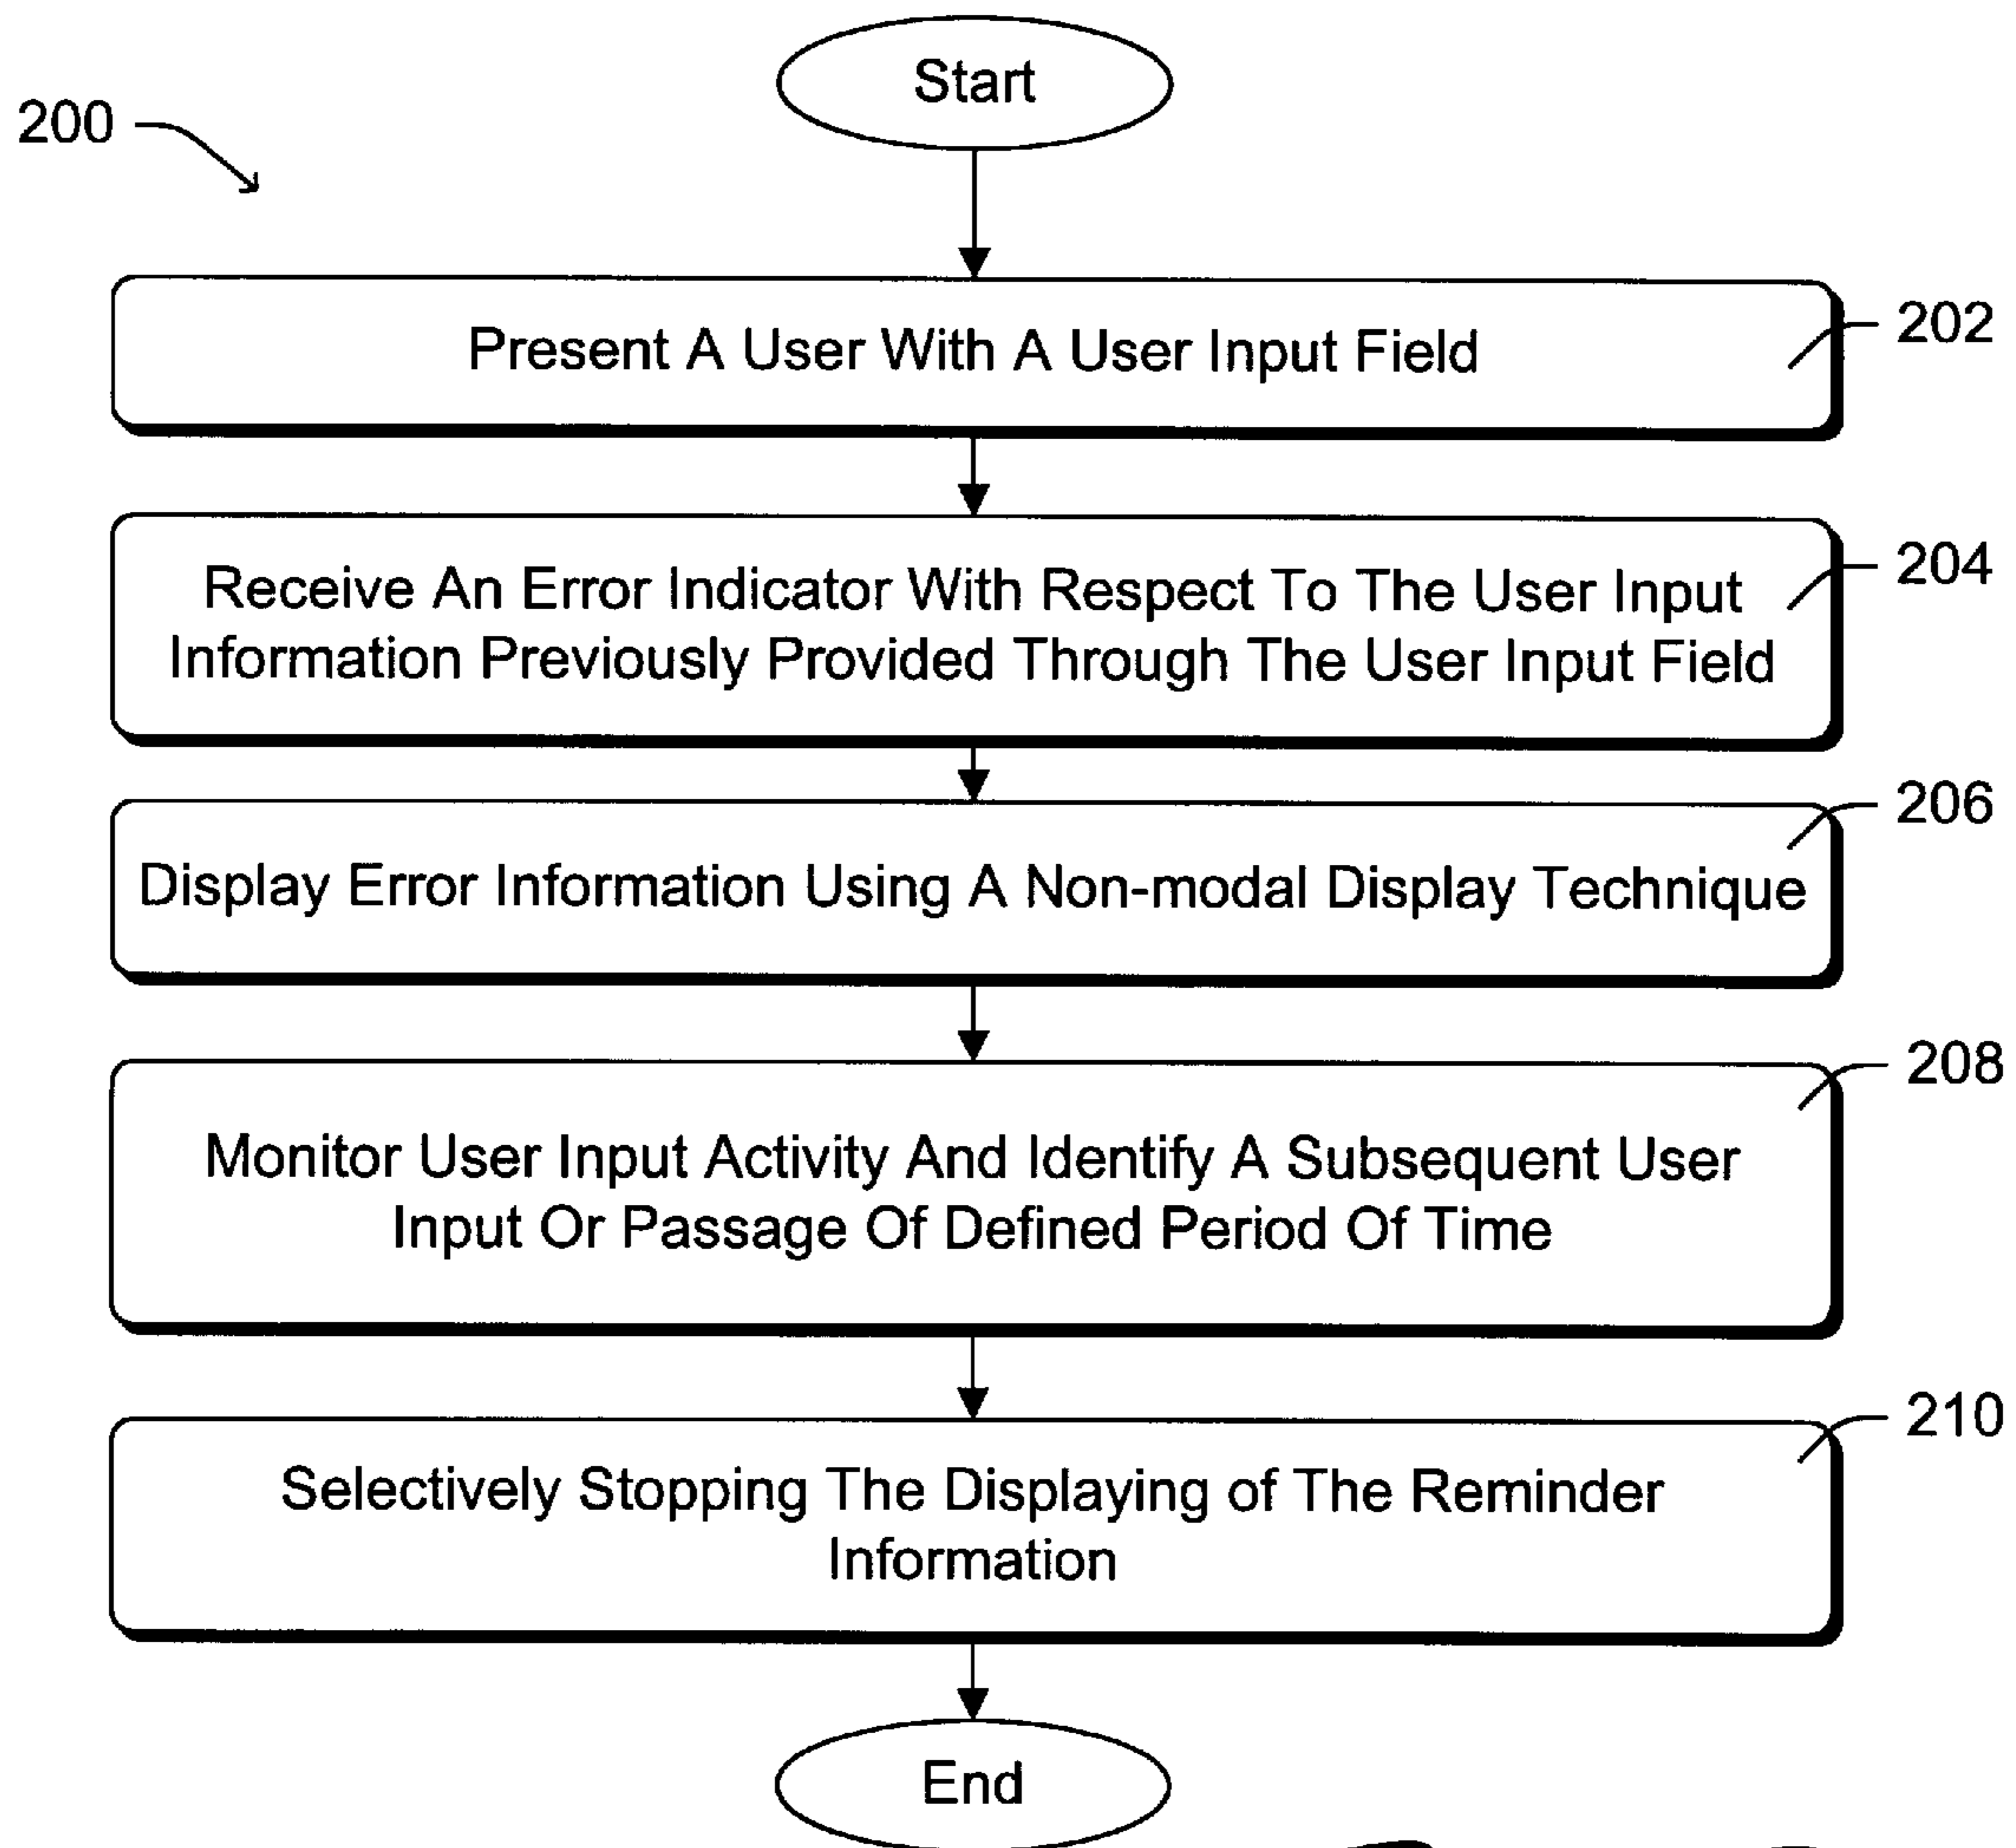 Start
200
Present A User With A User Input Field
202
Receive An Error Indicator With Respect To The User Input
Information Previously Provided Through The User Input Field
204
Display Error Information Using A Non-modal Display Technique
206
Monitor User Input Activity And Identify A Subsequent User
Input Or Passage Of Defined Period Of Time
208
Selectively Stopping The Displaying of The Reminder
Information
210
End